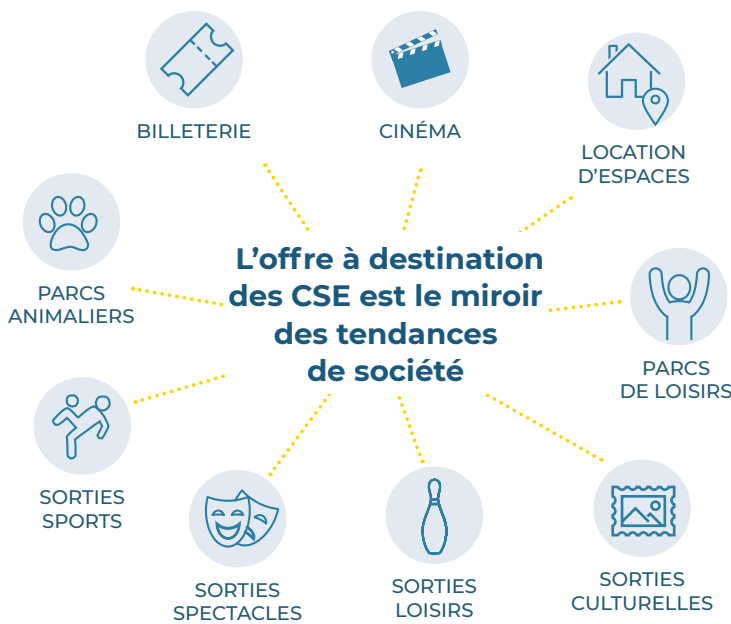 BILLETERIE
CINÉMA
LOCATION
D'ESPACES
L'offre à destination
des CSE est le miroir
des tendances
de société
PARCS
ANIMALIERS
PARCS
DE LOISIRS
SORTIES
SPORTS
SORTIES
SPECTACLES
SORTIES
LOISIRS
SORTIES
CULTURELLES